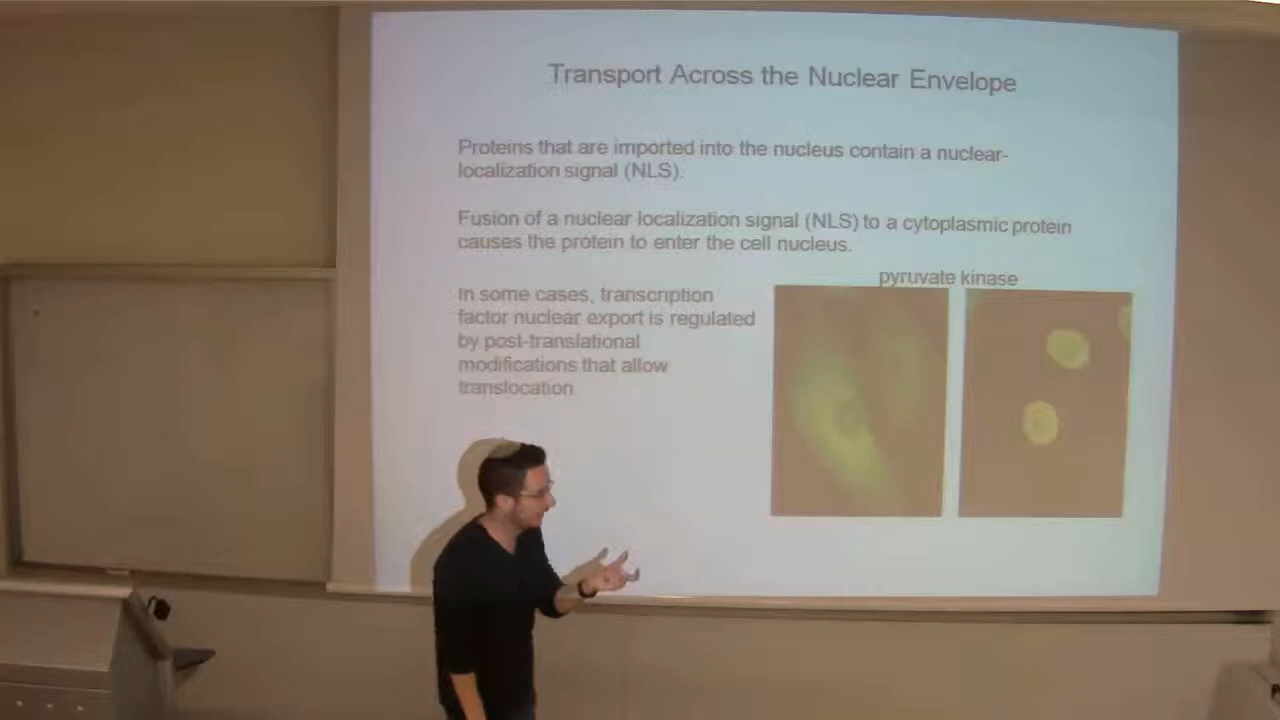 Transport Across the Nuclear Envelope
Proteins that are imported into the nucleus contain a nuclear-
localization signal (NLS).
Fusion of a nuclear localization signal (NLS) to a cytoplasmic protein
causes the protein to enter the cell nucleus.
pyruvate kinase
In some cases, transcription
factor nuclear export is regulated
by post-translational
modifications that allow
translocation